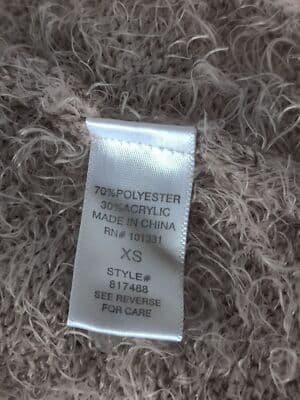 70%POLYESTER
30%ACRYLIC
MADE IN CHINA
RN# 101331
XS
STYLE#
817488
SEE REVERSE
FOR CARE